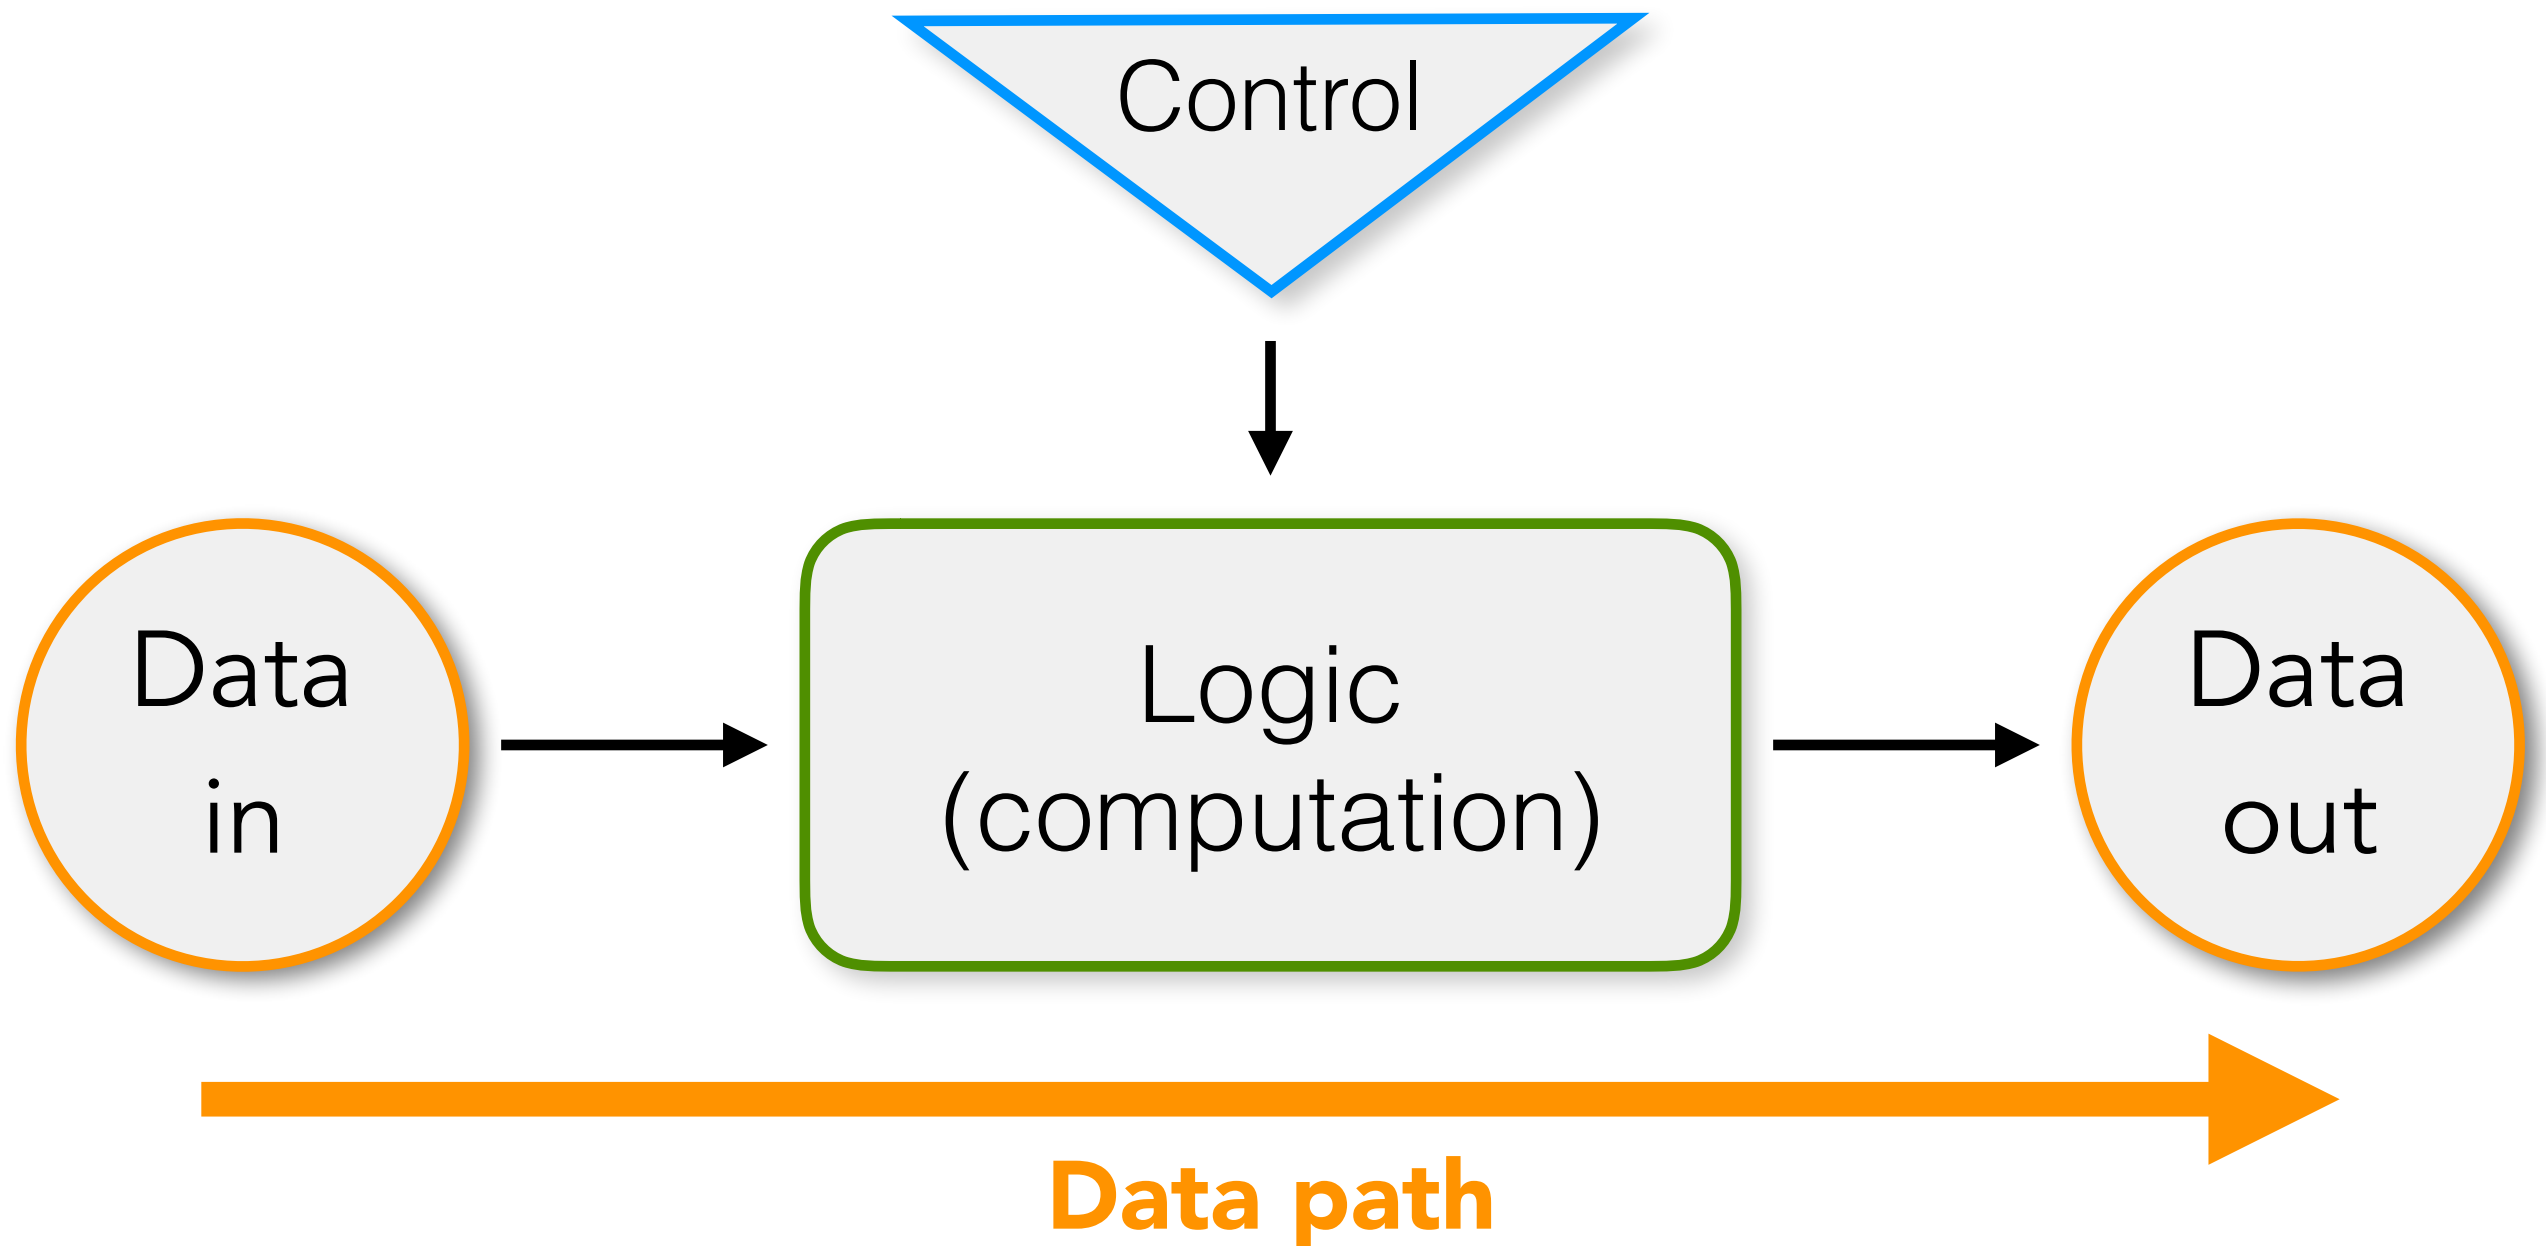 Control
Data
in
Logic
(computation)
Data
out
Data path